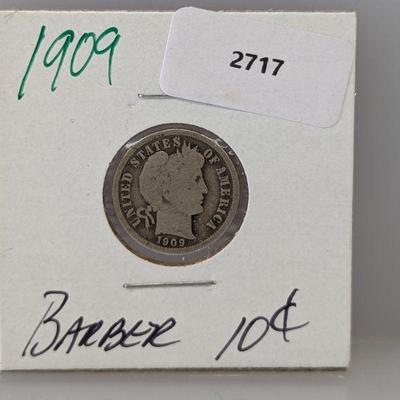 1909
2717
UNITED STATES OF AMERICA
1909
BARBER 10¢